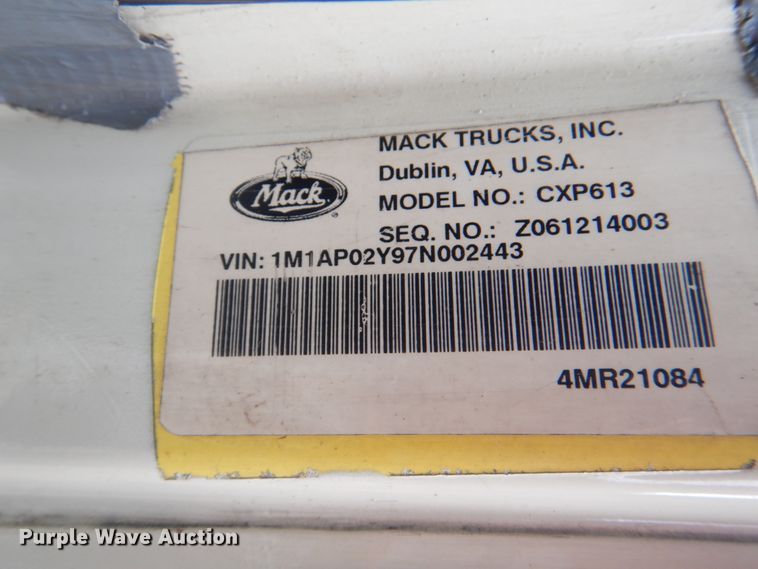 MACK TRUCKS, INC.
Dublin, VA, U.S.A.
MODEL NO.: CXP613
SEQ. NO.: Z061214003
Mack
VIN: 1M1AP02Y97N002443
4MR21084
Purple Wave Auction